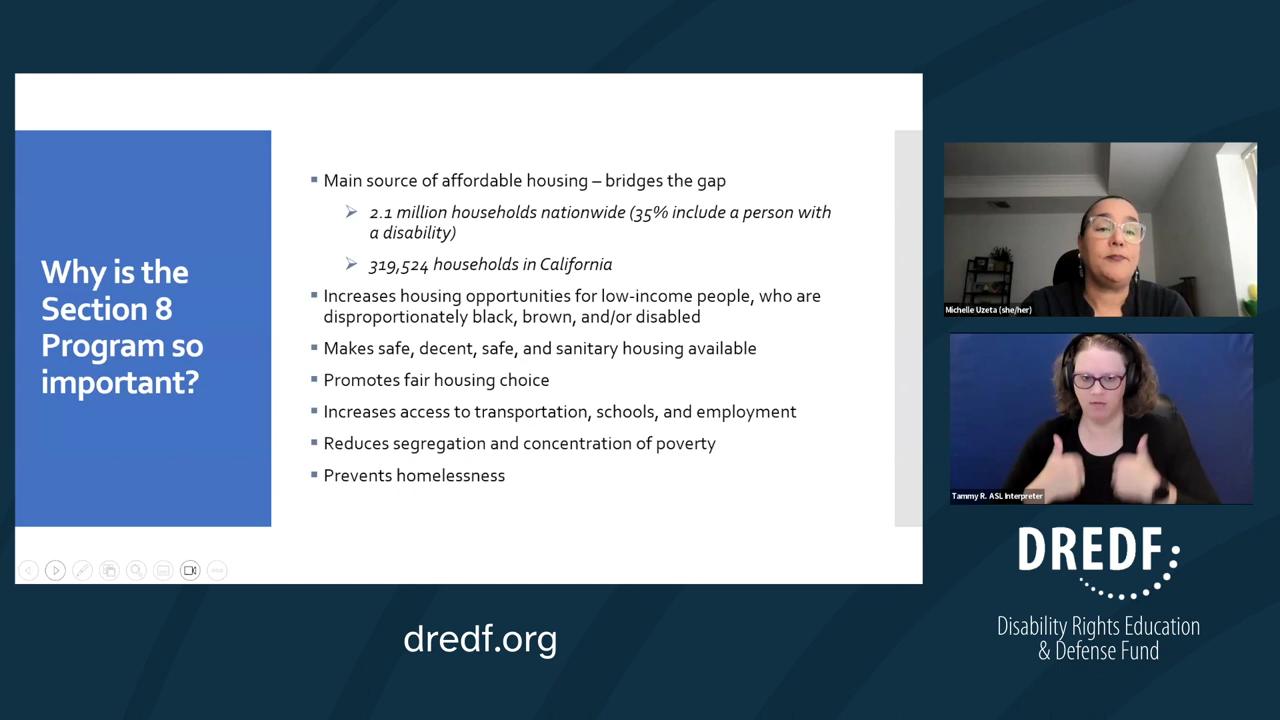 Why is the
Section 8
Program so
important?
▪ Main source of affordable housing – bridges the gap
➢ 2.1 million households nationwide (35% include a person with
a disability)
➢ 319,524 households in California
▪ Increases housing opportunities for low-income people, who are
disproportionately black, brown, and/or disabled
▪ Makes safe, decent, safe, and sanitary housing available
▪ Promotes fair housing choice
▪ Increases access to transportation, schools, and employment
▪ Reduces segregation and concentration of poverty
▪ Prevents homelessness
Michelle Uzeta (she/her)
Tammy R. ASL Interpreter
DREDF
Disability Rights Education
& Defense Fund
dredf.org